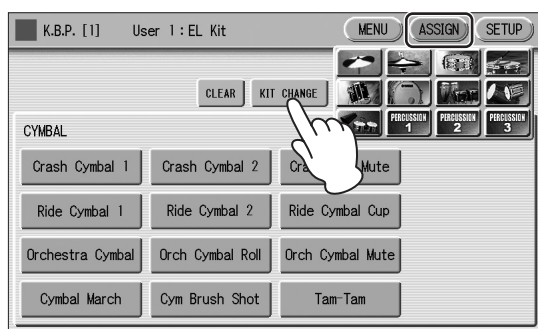 K.B.P. [1] User 1:EL Kit MENU ASSIGN SETUP
CLEAR KIT CHANGE
PERCUSSION 1 PERCUSSION 2 PERCUSSION 3
CYMBAL
Crash Cymbal 1 Crash Cymbal 2 Mute
Ride Cymbal 1 Ride Cymbal 2 Ride Cymbal Cup
Orchestra Cymbal Orch Cymbal Roll Orch Cymbal Mute
Cymbal March Cym Brush Shot Tam-Tam